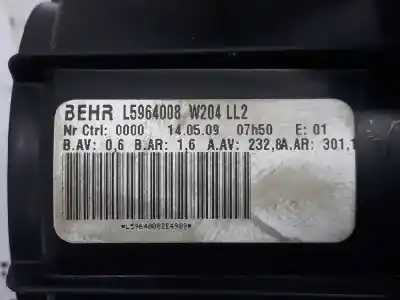 BEHR L5964008 W204 LL2
Nr Ctrl: 0000 14.05.09 07h50 E: 01
B.AV: 0,6 B.AR: 1,6 A.AV: 232,8A.AR: 301,1
*L59640082E4989*